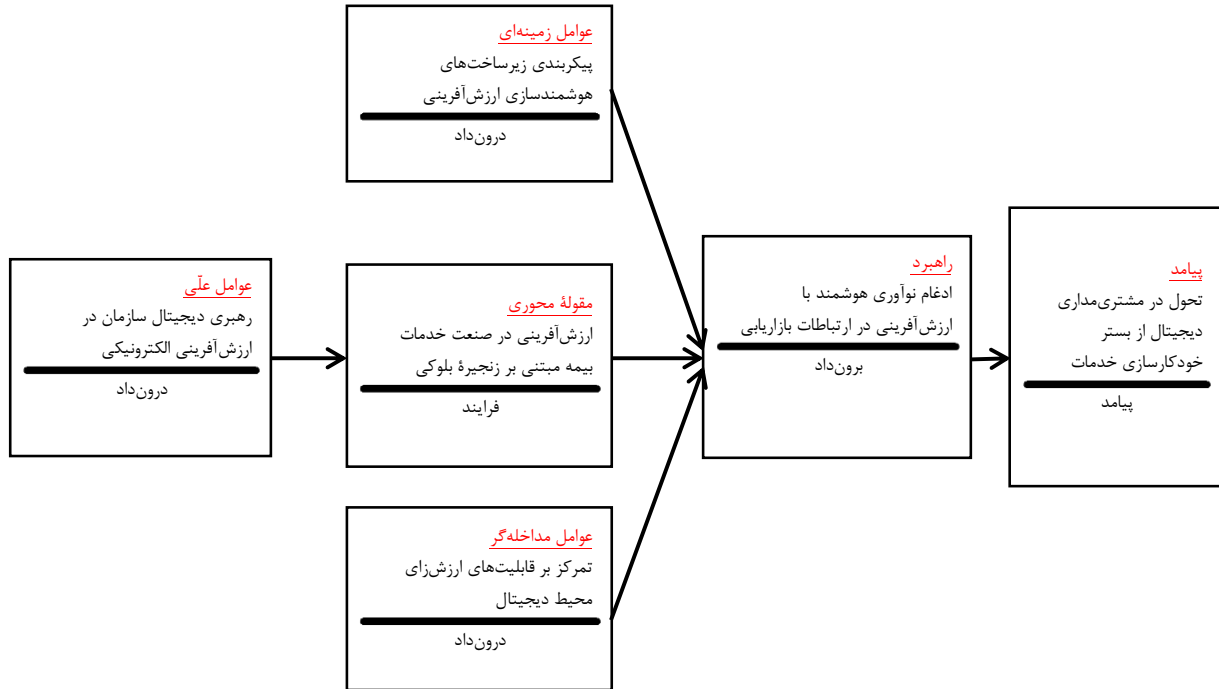 عوامل زمینه‌ای
پیکربندی زیرساخت‌های
هوشمندسازی ارزش‌آفرینی
درون‌داد
عوامل علّی
رهبری دیجیتال سازمان در
ارزش‌آفرینی الکترونیکی
درون‌داد
مقولهٔ محوری
ارزش‌آفرینی در صنعت خدمات
بیمه مبتنی بر زنجیرهٔ بلوکی
فرایند
عوامل مداخله‌گر
تمرکز بر قابلیت‌های ارزش‌زای
محیط دیجیتال
درون‌داد
راهبرد
ادغام نوآوری هوشمند با
ارزش‌آفرینی در ارتباطات بازاریابی
برون‌داد
پیامد
تحول در مشتری‌مداری
دیجیتال از بستر
خودکارسازی خدمات
پیامد